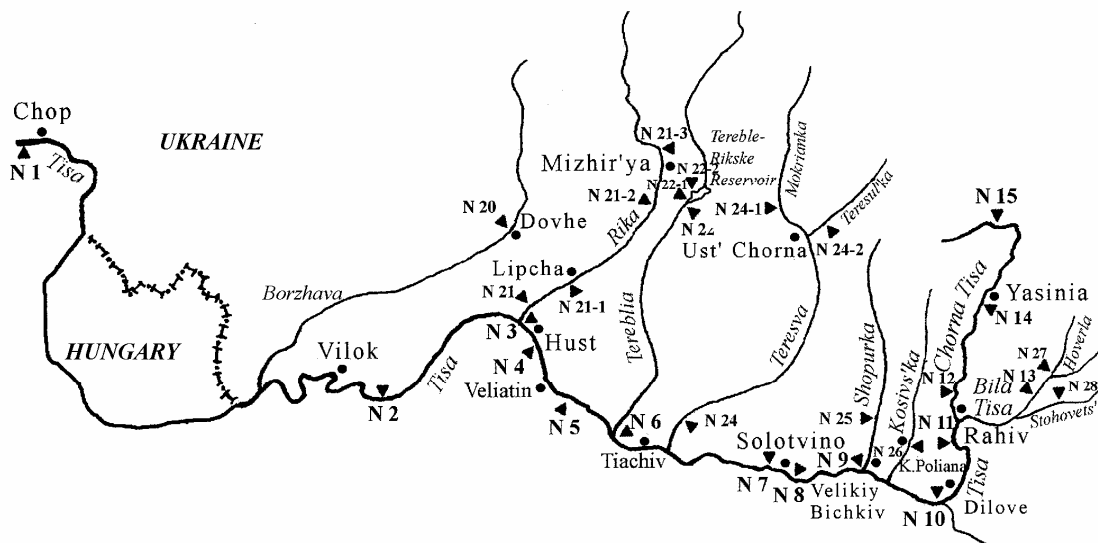 Chop
UKRAINE
N 1
Tisa
N 21-3
Tereble-
Rikske
Reservoir
Mizhir'ya
N 22-2
N 22-1
N 21-2
N 22
Rika
Mokrianka
Teresul'ka
N 24-1
Ust' Chorna
N 24-2
N 15
N 20
Dovhe
Lipcha
N 21
N 21-1
Borzhava
HUNGARY
Vilok
N 2
Tisa
N 3
Hust
N 4
Veliatin
N 5
Tereblia
Teresva
N 6
Tiachiv
N 24
Solotvino
N 7
N 8
Shopurka
N 25
N 9
N 26
Velikiy
Bichkiv
Kosivs'ka
K.Poliana
Chorna Tisa
Yasinia
N 14
N 27
Hoverla
N 13
N 28
N 12
Bila
Tisa
Stohovets'
N 11
Rahiv
Tisa
N 10
Dilove